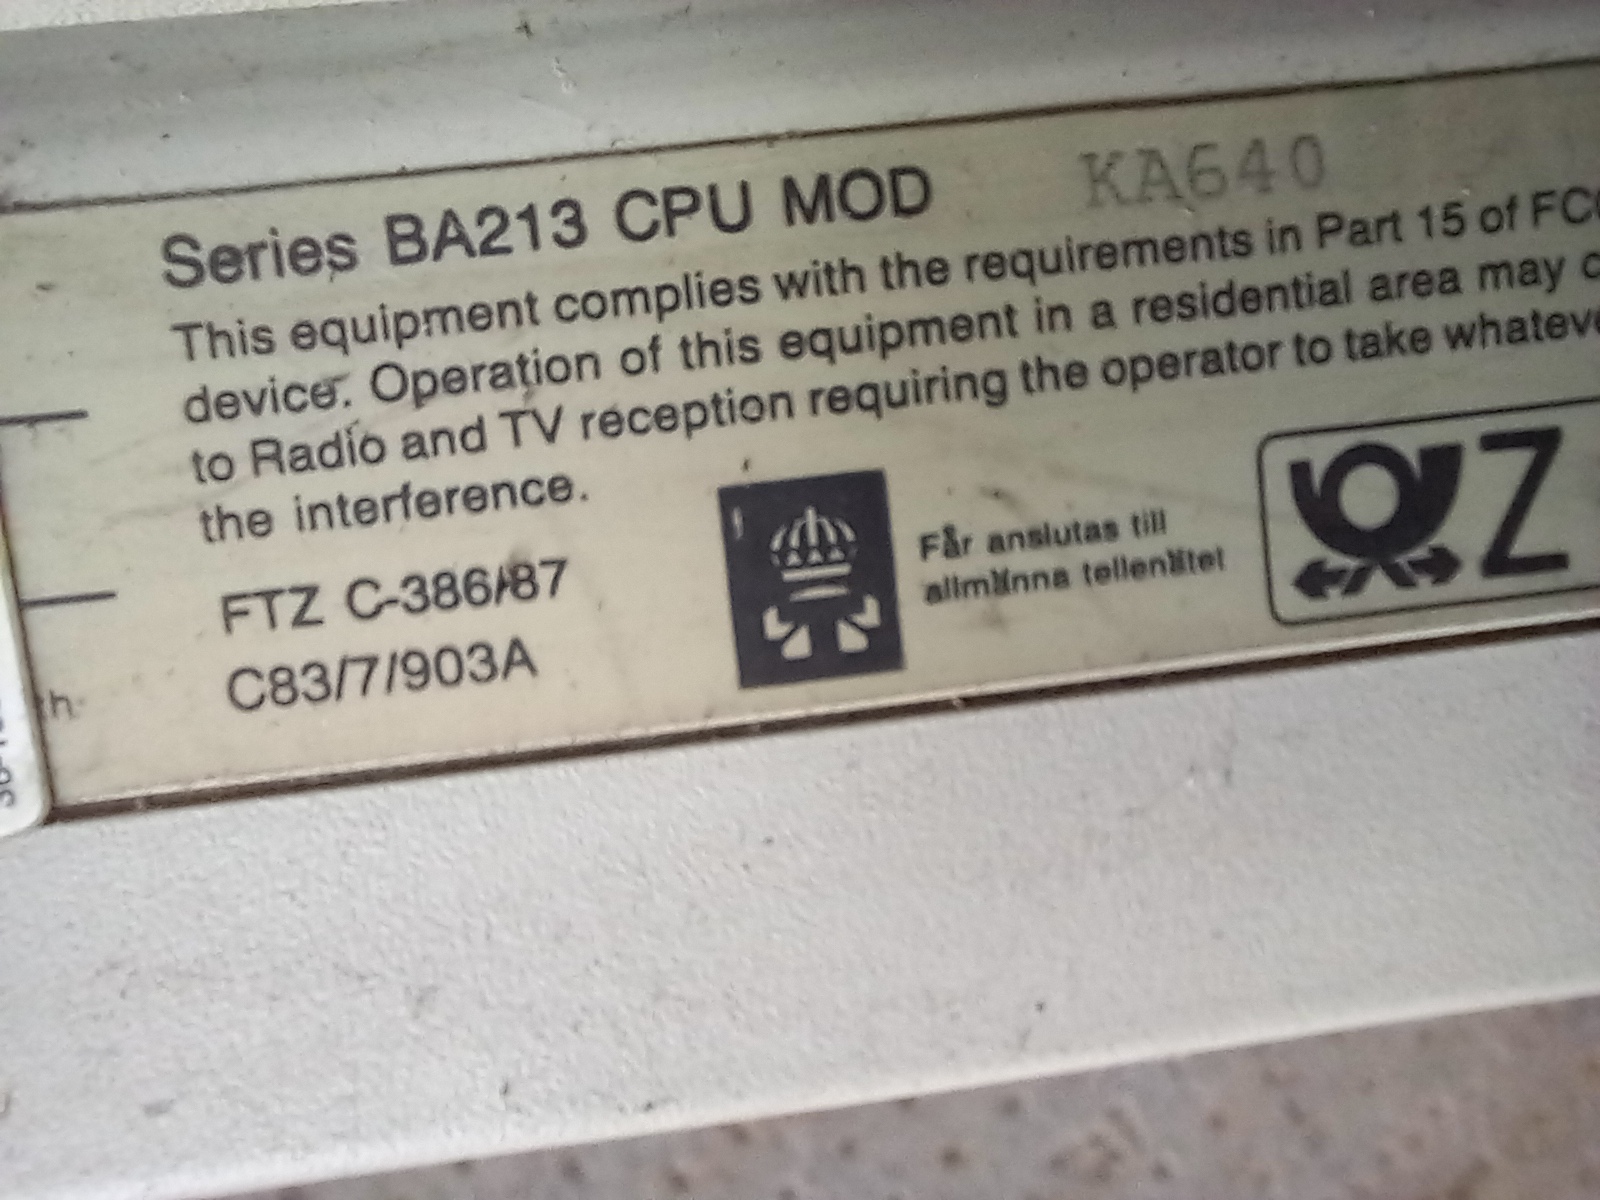 Series BA213 CPU MOD KA640
This equipment complies with the requirements in Part 15 of
device. Operation of this equipment in a residential area may
to Radio and TV reception requiring the operator to take
the interference.
FTZ C-386/87
C83/7/903A
Får anslutas till
allmänna tellenätet
Z